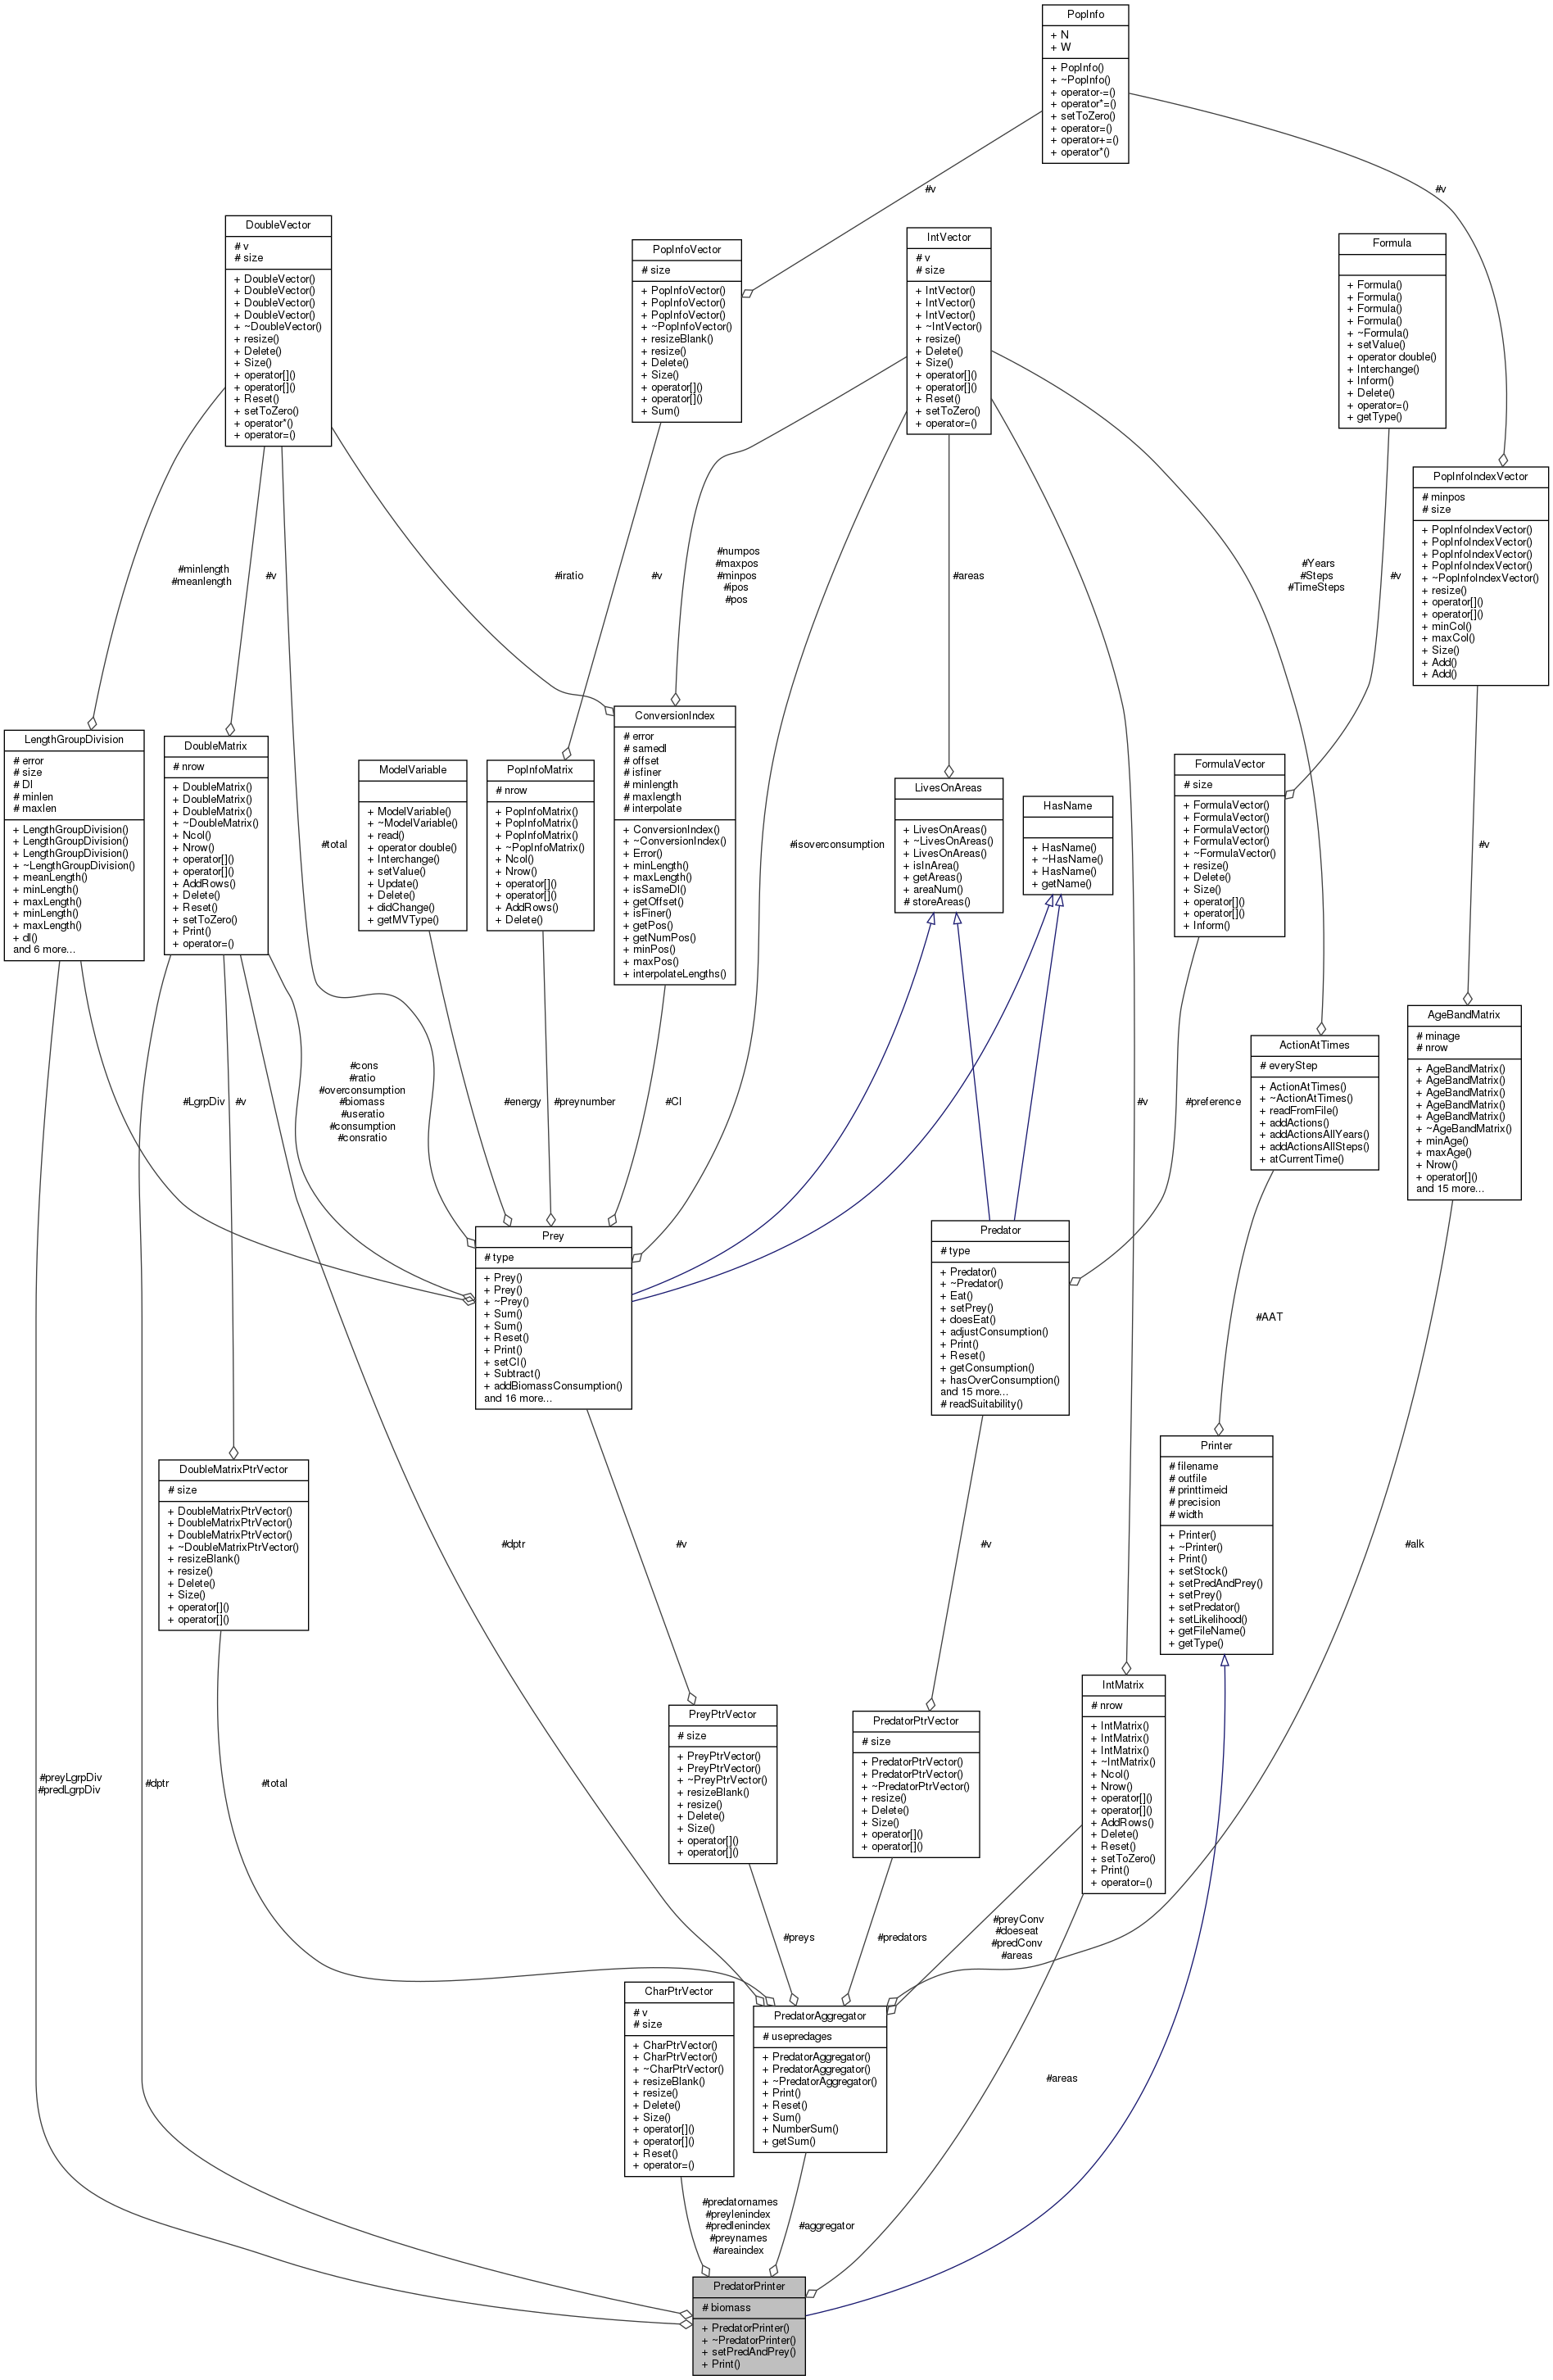 PopInfo
+ N
+ W
+ PopInfo()
+ ~PopInfo()
+ operator-=()
+ operator*=()
+ setToZero()
+ operator=()
+ operator+=()
+ operator*()
#v
#v
DoubleVector
# v
# size
+ DoubleVector()
+ DoubleVector()
+ DoubleVector()
+ DoubleVector()
+ ~DoubleVector()
+ resize()
+ Delete()
+ Size()
+ operator[]()
+ operator[]()
+ Reset()
+ setToZero()
+ operator*()
+ operator=()
PopInfoVector
# size
+ PopInfoVector()
+ PopInfoVector()
+ PopInfoVector()
+ ~PopInfoVector()
+ resizeBlank()
+ resize()
+ Delete()
+ Size()
+ operator[]()
+ operator[]()
+ Sum()
IntVector
# v
# size
+ IntVector()
+ IntVector()
+ IntVector()
+ ~IntVector()
+ resize()
+ Delete()
+ Size()
+ operator[]()
+ operator[]()
+ Reset()
+ setToZero()
+ operator=()
Formula
+ Formula()
+ Formula()
+ Formula()
+ Formula()
+ ~Formula()
+ setValue()
+ operator double()
+ Interchange()
+ Inform()
+ Delete()
+ operator=()
+ getType()
PopInfoIndexVector
# minpos
# size
+ PopInfoIndexVector()
+ PopInfoIndexVector()
+ PopInfoIndexVector()
+ PopInfoIndexVector()
+ ~PopInfoIndexVector()
+ resize()
+ operator[]()
+ operator[]()
+ minCol()
+ maxCol()
+ Size()
+ Add()
+ Add()
#minlength
#meanlength
#v
#iratio
#v
#numpos
#maxpos
#minpos
#ipos
#pos
#areas
#Years
#Steps
#TimeSteps
#v
LengthGroupDivision
# error
# size
# Dl
# minlen
# maxlen
+ LengthGroupDivision()
+ LengthGroupDivision()
+ LengthGroupDivision()
+ ~LengthGroupDivision()
+ meanLength()
+ minLength()
+ maxLength()
+ minLength()
+ maxLength()
+ dl()
and 6 more...
DoubleMatrix
# nrow
+ DoubleMatrix()
+ DoubleMatrix()
+ DoubleMatrix()
+ ~DoubleMatrix()
+ Ncol()
+ Nrow()
+ operator[]()
+ operator[]()
+ AddRows()
+ Delete()
+ Reset()
+ setToZero()
+ Print()
+ operator=()
#total
ModelVariable
+ ModelVariable()
+ ~ModelVariable()
+ read()
+ operator double()
+ Interchange()
+ setValue()
+ Update()
+ Delete()
+ didChange()
+ getMVType()
PopInfoMatrix
# nrow
+ PopInfoMatrix()
+ PopInfoMatrix()
+ PopInfoMatrix()
+ ~PopInfoMatrix()
+ Ncol()
+ Nrow()
+ operator[]()
+ operator[]()
+ AddRows()
+ Delete()
ConversionIndex
# error
# samedl
# offset
# isfiner
# minlength
# maxlength
# interpolate
+ ConversionIndex()
+ ~ConversionIndex()
+ Error()
+ minLength()
+ maxLength()
+ isSameDl()
+ getOffset()
+ isFiner()
+ getPos()
+ getNumPos()
+ minPos()
+ maxPos()
+ interpolateLengths()
#isoverconsumption
LivesOnAreas
+ LivesOnAreas()
+ ~LivesOnAreas()
+ LivesOnAreas()
+ isInArea()
+ getAreas()
+ areaNum()
# storeAreas()
HasName
+ HasName()
+ ~HasName()
+ HasName()
+ getName()
FormulaVector
# size
+ FormulaVector()
+ FormulaVector()
+ FormulaVector()
+ FormulaVector()
+ ~FormulaVector()
+ resize()
+ Delete()
+ Size()
+ operator[]()
+ operator[]()
+ Inform()
#v
#LgrpDiv
#v
#cons
#ratio
#overconsumption
#biomass
#useratio
#consumption
#consratio
#energy
#preynumber
#CI
#v
#preference
ActionAtTimes
# everyStep
+ ActionAtTimes()
+ ~ActionAtTimes()
+ readFromFile()
+ addActions()
+ addActionsAllYears()
+ addActionsAllSteps()
+ atCurrentTime()
AgeBandMatrix
# minage
# nrow
+ AgeBandMatrix()
+ AgeBandMatrix()
+ AgeBandMatrix()
+ AgeBandMatrix()
+ AgeBandMatrix()
+ ~AgeBandMatrix()
+ minAge()
+ maxAge()
+ Nrow()
+ operator[]()
and 15 more...
Prey
# type
+ Prey()
+ Prey()
+ ~Prey()
+ Sum()
+ Sum()
+ Reset()
+ Print()
+ setCI()
+ Subtract()
+ addBiomassConsumption()
and 16 more...
Predator
# type
+ Predator()
+ ~Predator()
+ Eat()
+ setPrey()
+ doesEat()
+ adjustConsumption()
+ Print()
+ Reset()
+ getConsumption()
+ hasOverConsumption()
and 15 more...
# readSuitability()
#AAT
DoubleMatrixPtrVector
# size
+ DoubleMatrixPtrVector()
+ DoubleMatrixPtrVector()
+ DoubleMatrixPtrVector()
+ ~DoubleMatrixPtrVector()
+ resizeBlank()
+ resize()
+ Delete()
+ Size()
+ operator[]()
+ operator[]()
#dptr
#v
#v
Printer
# filename
# outfile
# printtimeid
# precision
# width
+ Printer()
+ ~Printer()
+ Print()
+ setStock()
+ setPredAndPrey()
+ setPrey()
+ setPredator()
+ setLikelihood()
+ getFileName()
+ getType()
#alk
#preyLgrpDiv
#predLgrpDiv
#dptr
#total
PreyPtrVector
# size
+ PreyPtrVector()
+ PreyPtrVector()
+ ~PreyPtrVector()
+ resizeBlank()
+ resize()
+ Delete()
+ Size()
+ operator[]()
+ operator[]()
PredatorPtrVector
# size
+ PredatorPtrVector()
+ PredatorPtrVector()
+ ~PredatorPtrVector()
+ resize()
+ Delete()
+ Size()
+ operator[]()
+ operator[]()
IntMatrix
# nrow
+ IntMatrix()
+ IntMatrix()
+ IntMatrix()
+ ~IntMatrix()
+ Ncol()
+ Nrow()
+ operator[]()
+ operator[]()
+ AddRows()
+ Delete()
+ Reset()
+ setToZero()
+ Print()
+ operator=()
#preys
#predators
#preyConv
#doeseat
#predConv
#areas
CharPtrVector
# v
# size
+ CharPtrVector()
+ CharPtrVector()
+ ~CharPtrVector()
+ resizeBlank()
+ resize()
+ Delete()
+ Size()
+ operator[]()
+ operator[]()
+ Reset()
+ operator=()
PredatorAggregator
# usepredages
+ PredatorAggregator()
+ PredatorAggregator()
+ ~PredatorAggregator()
+ Print()
+ Reset()
+ Sum()
+ NumberSum()
+ getSum()
#areas
#predatornames
#preylenindex
#predlenindex
#preynames
#areaindex
#aggregator
PredatorPrinter
# biomass
+ PredatorPrinter()
+ ~PredatorPrinter()
+ setPredAndPrey()
+ Print()